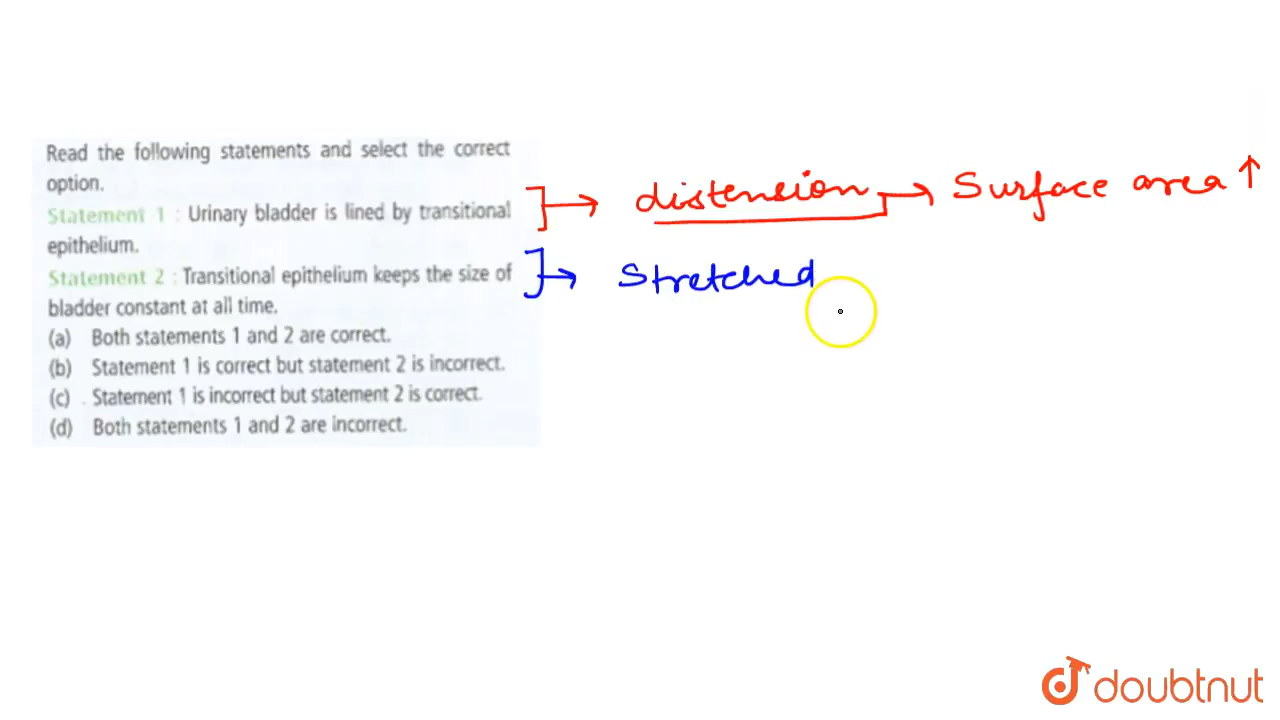 Read the following statements and select the correct
option.
Statement 1 : Urinary bladder is lined by transitional
epithelium.
Statement 2 : Transitional epithelium keeps the size of
bladder constant at all time.
(a) Both statements 1 and 2 are correct.
(b) Statement 1 is correct but statement 2 is incorrect.
(c) . Statement 1 is incorrect but statement 2 is correct.
(d) Both statements 1 and 2 are incorrect.
distension → Surface area ↑
Stretched
doubtnut